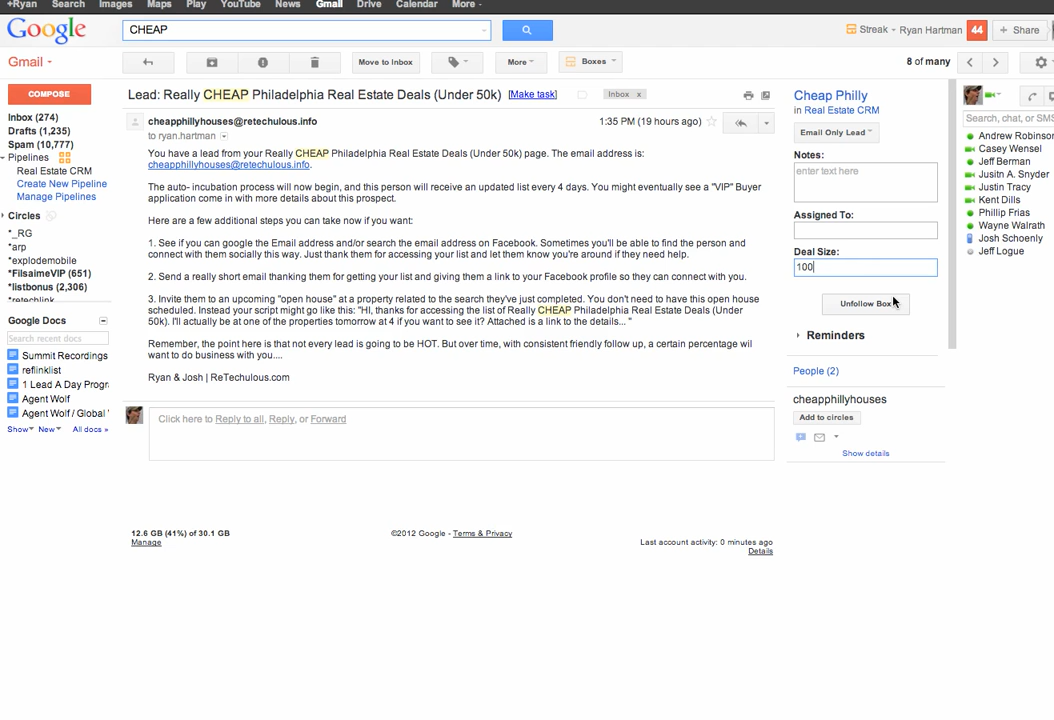 +Ryan Search Images Maps Play YouTube News Gmail Drive Calendar More
Google CHEAP Streak Ryan Hartman 44 + Share
Gmail Move to Inbox More Boxes 8 of many
COMPOSE
Inbox (274)
Drafts (1,235)
Spam (10,777)
Pipelines
Real Estate CRM
Create New Pipeline
Manage Pipelines
Circles
*_RG
*arp
*explodemobile
*FilsaimeVIP (651)
*listbonus (2,306)
*retechlink
Google Docs
Search recent docs
Summit Recordings
reflinklist
1 Lead A Day Progr
Agent Wolf
Agent Wolf / Global '
Show New All docs »
Lead: Really CHEAP Philadelphia Real Estate Deals (Under 50k) [Make task] Inbox x
cheapphillyhouses@retechulous.info 1:35 PM (19 hours ago)
to ryan.hartman
You have a lead from your Really CHEAP Philadelphia Real Estate Deals (Under 50k) page. The email address is:
cheapphillyhouses@retechulous.info.
The auto- incubation process will now begin, and this person will receive an updated list every 4 days. You might eventually see a "VIP" Buyer
application come in with more details about this prospect.
Here are a few additional steps you can take now if you want:
1. See if you can google the Email address and/or search the email address on Facebook. Sometimes you'll be able to find the person and
connect with them socially this way. Just thank them for accessing your list and let them know you're around if they need help.
2. Send a really short email thanking them for getting your list and giving them a link to your Facebook profile so they can connect with you.
3. Invite them to an upcoming "open house" at a property related to the search they've just completed. You don't need to have this open house
scheduled. Instead your script might go like this: "HI, thanks for accessing the list of Really CHEAP Philadelphia Real Estate Deals (Under
50k). I'll actually be at one of the properties tomorrow at 4 if you want to see it? Attached is a link to the details... "
Remember, the point here is that not every lead is going to be HOT. But over time, with consistent friendly follow up, a certain percentage wil
want to do business with you....
Ryan & Josh | ReTechulous.com
Click here to Reply to all, Reply, or Forward
12.6 GB (41%) of 30.1 GB
Manage
©2012 Google - Terms & Privacy
Last account activity: 0 minutes ago
Details
Cheap Philly
in Real Estate CRM
Email Only Lead
Notes:
enter text here
Assigned To:
Deal Size:
100
Unfollow Box
Reminders
People (2)
cheapphillyhouses
Add to circles
Show details
Search, chat, or SMS
Andrew Robinso
Casey Wensel
Jeff Berman
Jusitn A. Snyder
Justin Tracy
Kent Dills
Phillip Frias
Wayne Walrath
Josh Schoenly
Jeff Logue